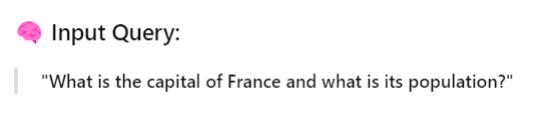 Input Query:
"What is the capital of France and what is its population?"